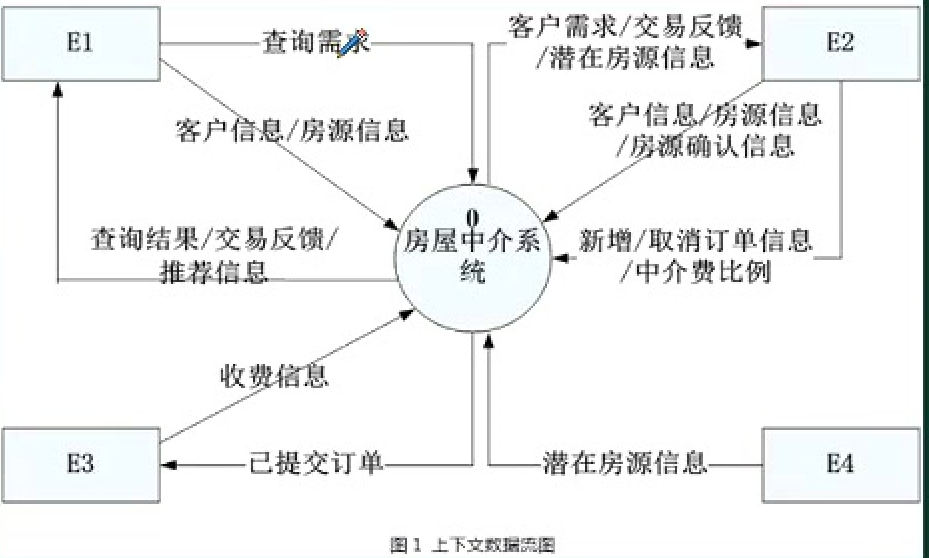 E1
查询需求
客户需求/交易反馈
/潜在房源信息
E2
客户信息/房源信息
客户信息/房源信息
/房源确认信息
0
房屋中介系
统
查询结果/交易反馈/
推荐信息
新增/取消订单信息
/中介费比例
收费信息
E3
已提交订单
潜在房源信息
E4
图1 上下文数据流图